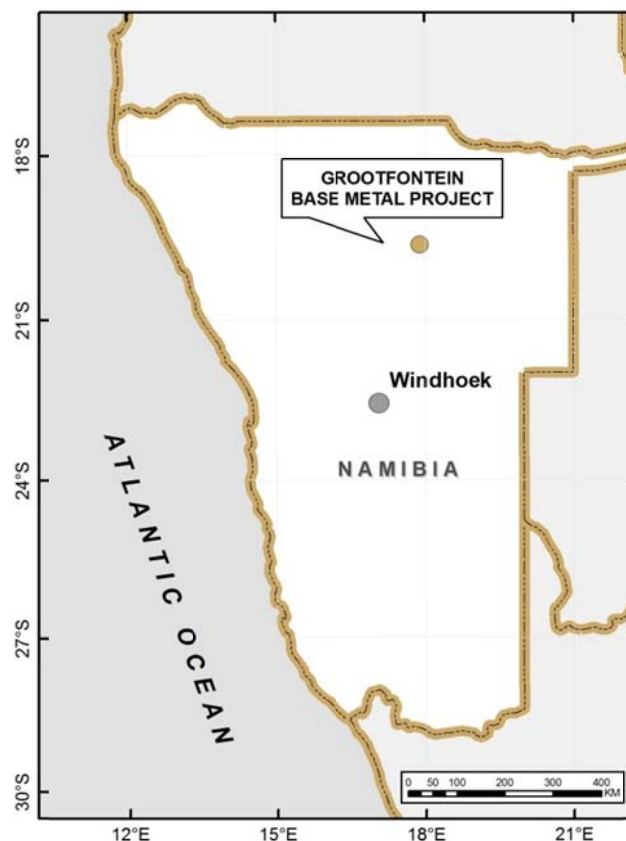 18°S
GROOTFONTEIN
BASE METAL PROJECT
21°S
Windhoek
24°S
NAMIBIA
ATLANTIC OCEAN
27°S
30°S
0 50 100 200 300 400
KM
12°E 15°E 18°E 21°E